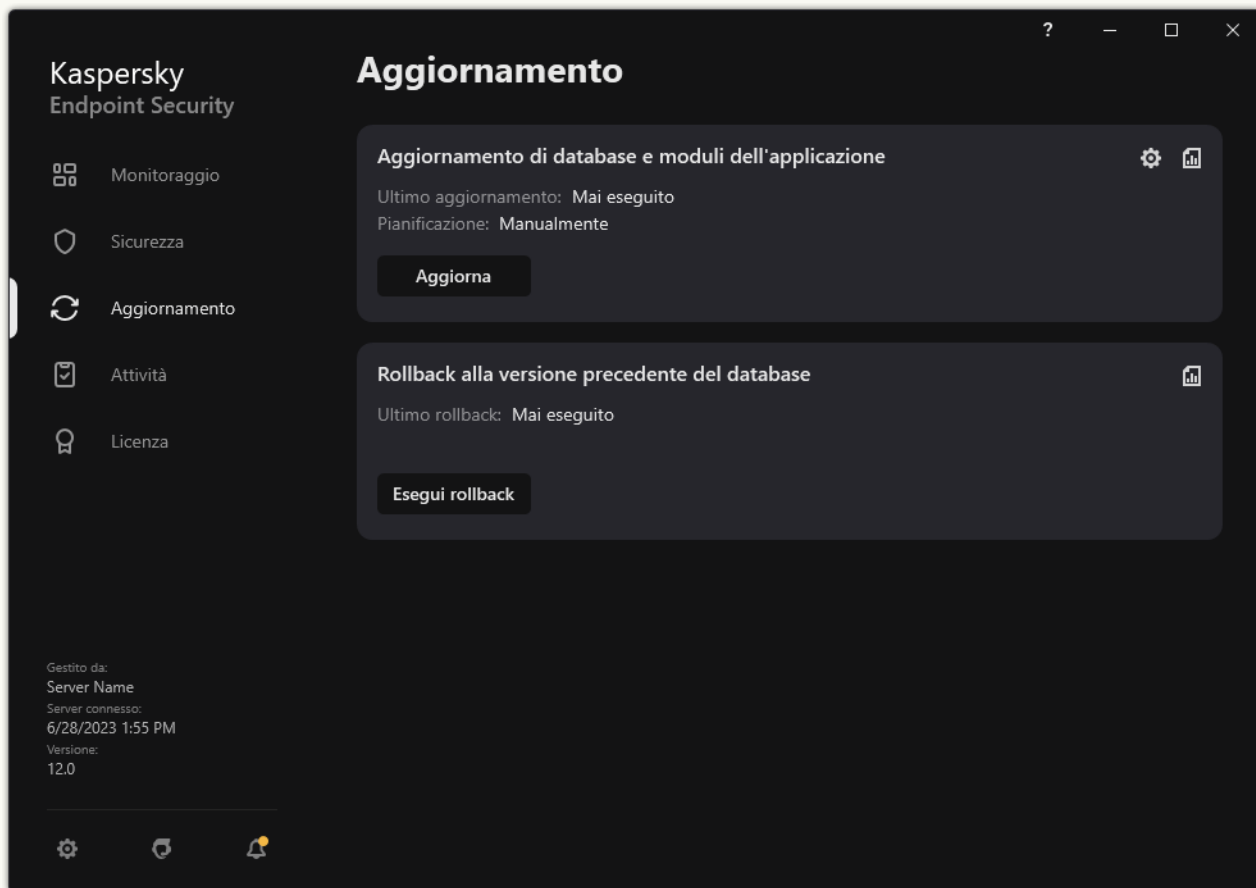 ?
Kaspersky
Endpoint Security
Monitoraggio
Sicurezza
Aggiornamento
Attività
Licenza
Gestito da:
Server Name
Server connesso:
6/28/2023 1:55 PM
Versione:
12.0
Aggiornamento
Aggiornamento di database e moduli dell'applicazione
Ultimo aggiornamento: Mai eseguito
Pianificazione: Manualmente
Aggiorna
Rollback alla versione precedente del database
Ultimo rollback: Mai eseguito
Esegui rollback